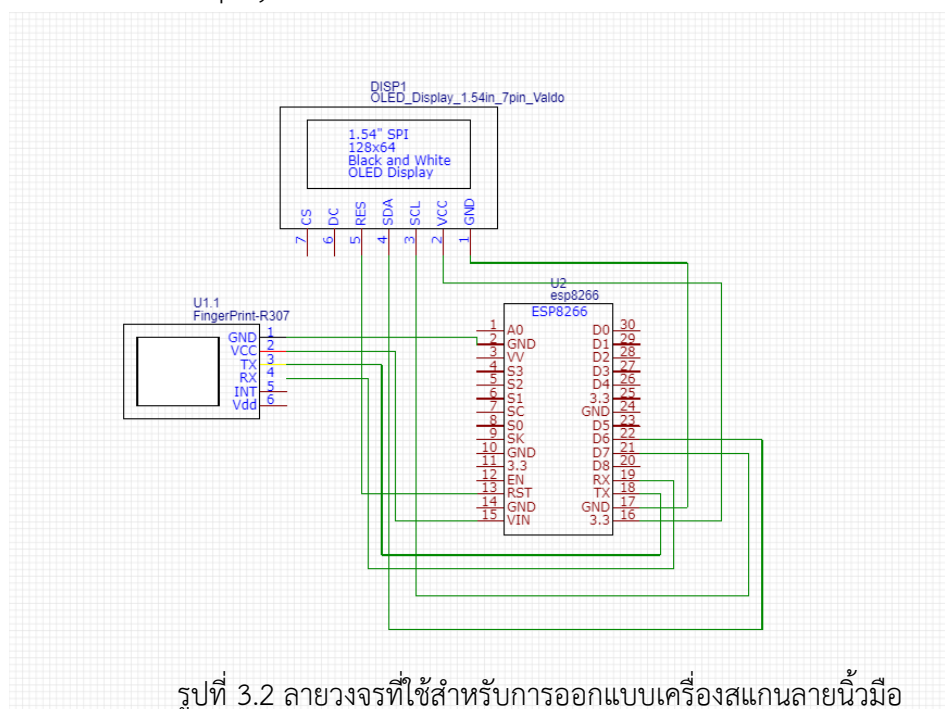 DISP1
OLED_Display_1.54in_7pin_Valdo
1.54" SPI
128x64
Black and White
OLED Display
CS
DC
RES
SDA
SCL
VCC
GND
7
6
5
4
3
2
1
U1.1
FingerPrint-R307
GND 1
VCC 2
TX 3
RX 4
INT 5
Vdd 6
U2
esp8266
ESP8266
1 A0 D0 30
2 GND D1 29
3 VV D2 28
4 S3 D3 27
5 S2 D4 26
6 S1 3.3 25
7 SC GND 24
8 S0 D5 23
9 SK D6 22
10 GND D7 21
11 3.3 D8 20
12 EN RX 19
13 RST TX 18
14 GND GND 17
15 VIN 3.3 16
รูปที่ 3.2 ลายวงจรที่ใช้สำหรับการออกแบบเครื่องสแกนลายนิ้วมือ